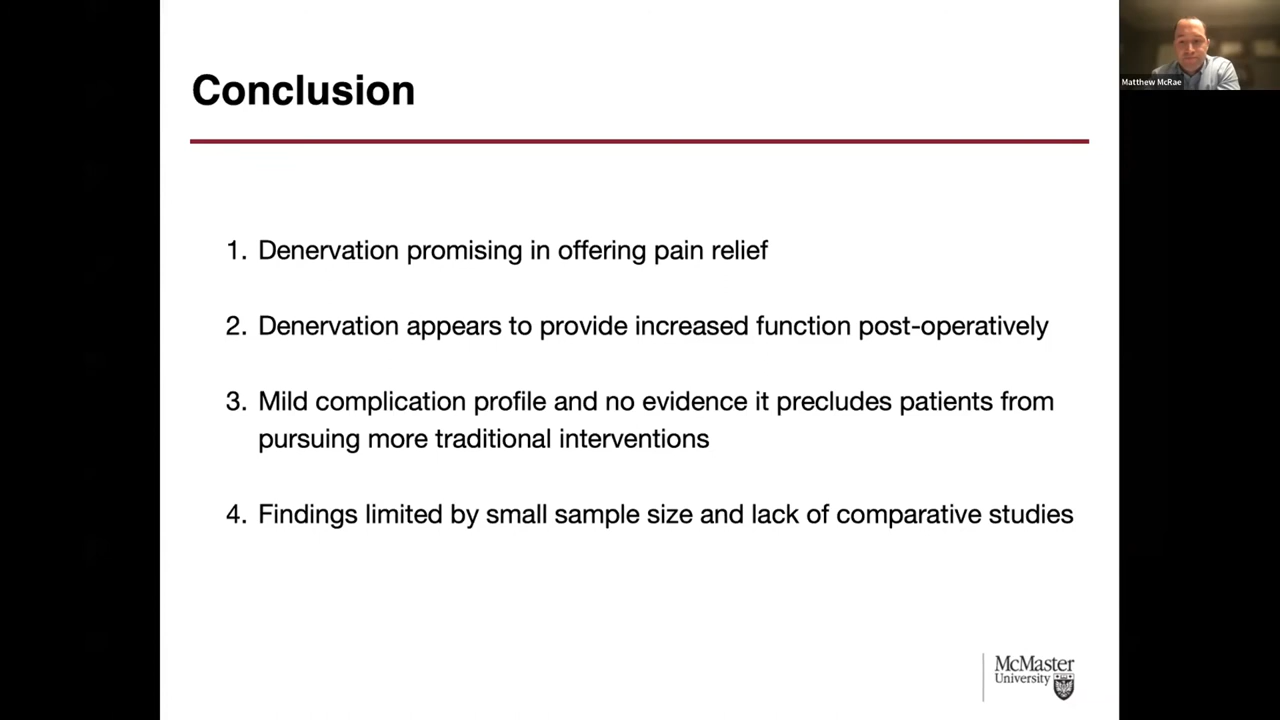 Conclusion
Matthew McRae
1. Denervation promising in offering pain relief
2. Denervation appears to provide increased function post-operatively
3. Mild complication profile and no evidence it precludes patients from
pursuing more traditional interventions
4. Findings limited by small sample size and lack of comparative studies
McMaster
University